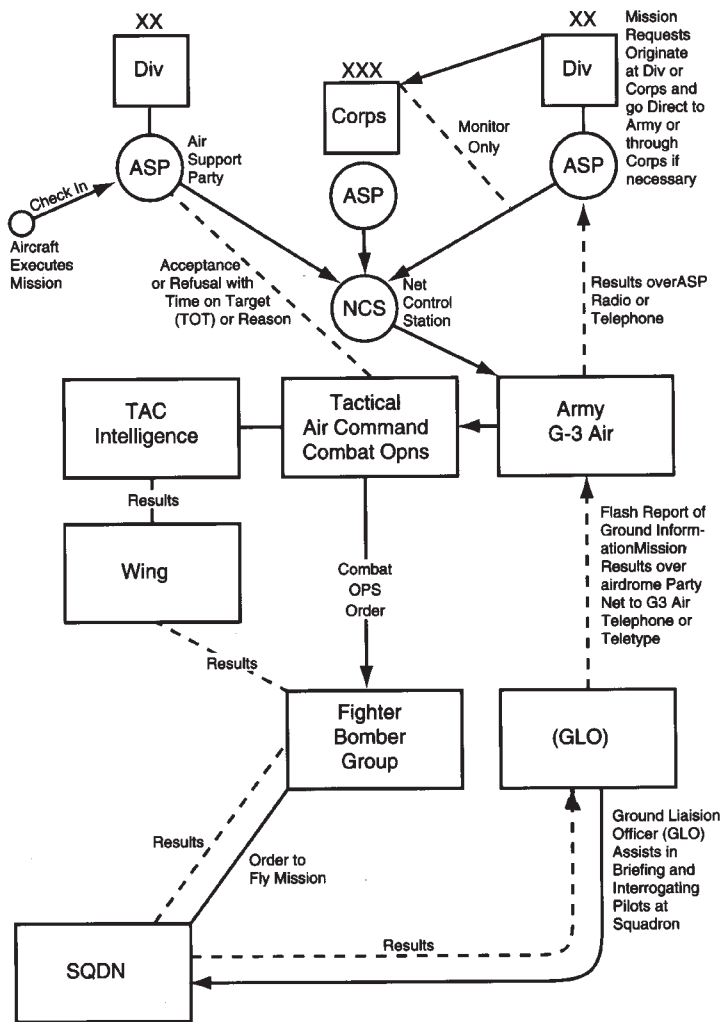 XX
Div
ASP
Air
Support
Party
Check In
Aircraft
Executes
Mission
XXX
Corps
ASP
Monitor
Only
XX
Div
ASP
Mission
Requests
Originate
at Div or
Corps and
go Direct to
Army or
through
Corps if
necessary
Acceptance
or Refusal with
Time on Target
(TOT) or Reason
NCS
Net
Control
Station
Results overASP
Radio or
Telephone
TAC
Intelligence
Tactical
Air Command
Combat Opns
Army
G-3 Air
Results
Wing
Results
Combat
OPS
Order
Flash Report of
Ground Inform-
ationMission
Results over
airdrome Party
Net to G3 Air
Telephone or
Teletype
Fighter
Bomber
Group
(GLO)
Results
Order to
Fly Mission
Ground Liaision
Officer (GLO)
Assists in
Briefing and
Interrogating
Pilots at
Squadron
SQDN
Results